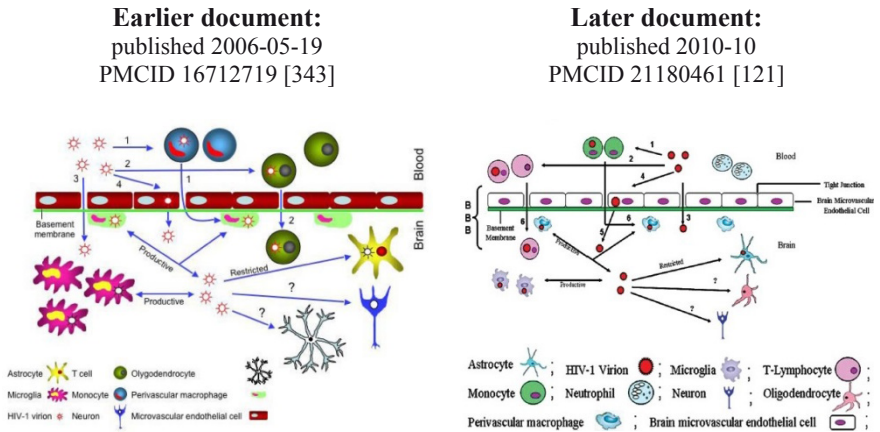 Earlier document:
published 2006-05-19
PMCID 16712719 [343]
Later document:
published 2010-10
PMCID 21180461 [121]
1
2
3
4
1
2
Blood
Brain
Basement
membrane
Productive
Productive
Restricted
?
?
Astrocyte T cell Olygodendrocyte
Microglia Monocyte Perivascular macrophage
HIV-1 virion Neuron Microvascular endothelial cell
1
2
4
Blood
Tight Junction
B
B
B
Brain Microvascular
Endothelial Cell
Basement
Membrane
6
5
6
3
Brain
Productive
Productive
Restricted
?
?
Astrocyte ; HIV-1 Virion ; Microglia ; T-Lymphocyte ;
Monocyte ; Neutrophil ; Neuron ; Oligodendrocyte ;
Perivascular macrophage ; Brain microvascular endothelial cell ;